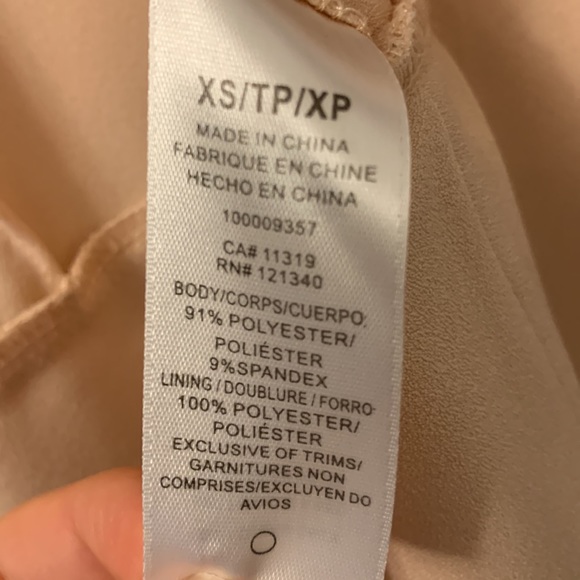 XS/TP/XP
MADE IN CHINA
FABRIQUE EN CHINE
HECHO EN CHINA
100009357
CA# 11319
RN# 121340
BODY/CORPS/CUERPO:
91% POLYESTER/
POLIÉSTER
9%SPANDEX
LINING / DOUBLURE / FORRO:
100% POLYESTER/
POLIÉSTER
EXCLUSIVE OF TRIMS/
GARNITURES NON
COMPRISES/EXCLUYEN DO
AVIOS